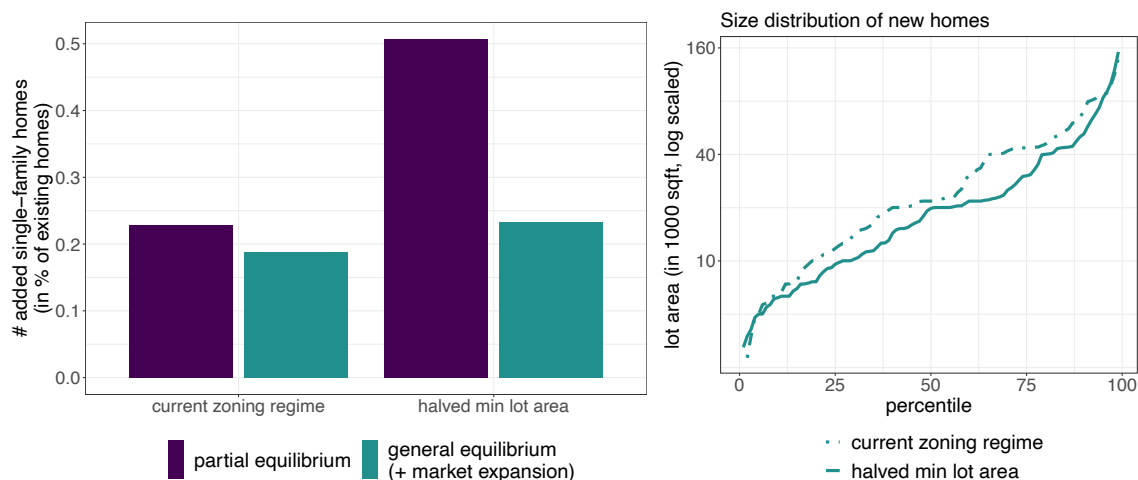 # added single−family homes
(in % of existing homes)
0.5
0.4
0.3
0.2
0.1
0.0
current zoning regime
halved min lot area
partial equilibrium
general equilibrium
(+ market expansion)
Size distribution of new homes
lot area (in 1000 sqft, log scaled)
160
40
10
0
25
50
75
100
percentile
current zoning regime
halved min lot area